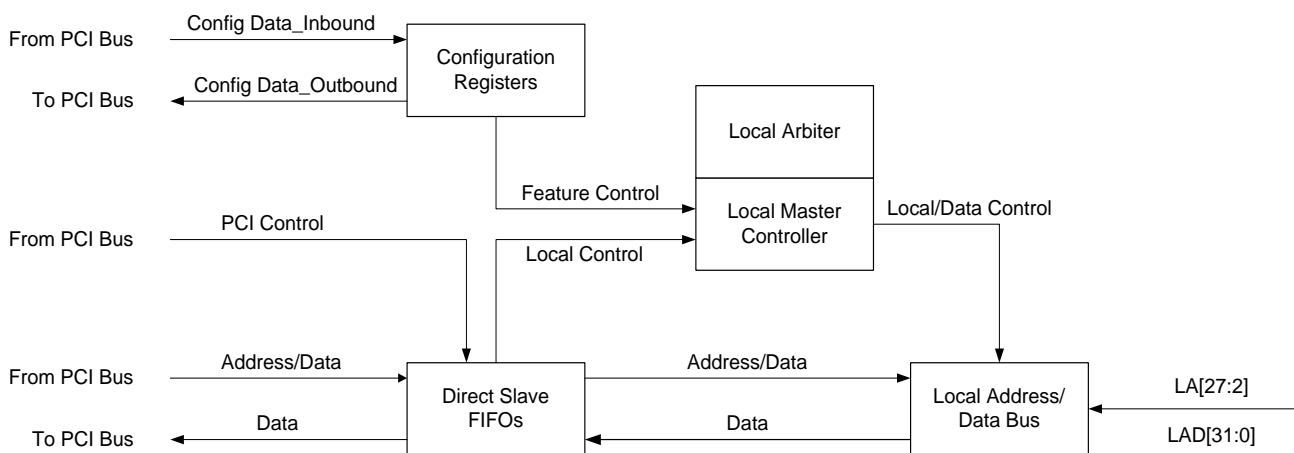 From PCI Bus
Config Data_Inbound
Configuration
Registers
To PCI Bus
Config Data_Outbound
Local Arbiter
Feature Control
Local Master
Controller
Local/Data Control
From PCI Bus
PCI Control
Local Control
From PCI Bus
Address/Data
Direct Slave
FIFOs
Address/Data
Local Address/
Data Bus
LA[27:2]
LAD[31:0]
To PCI Bus
Data
Data